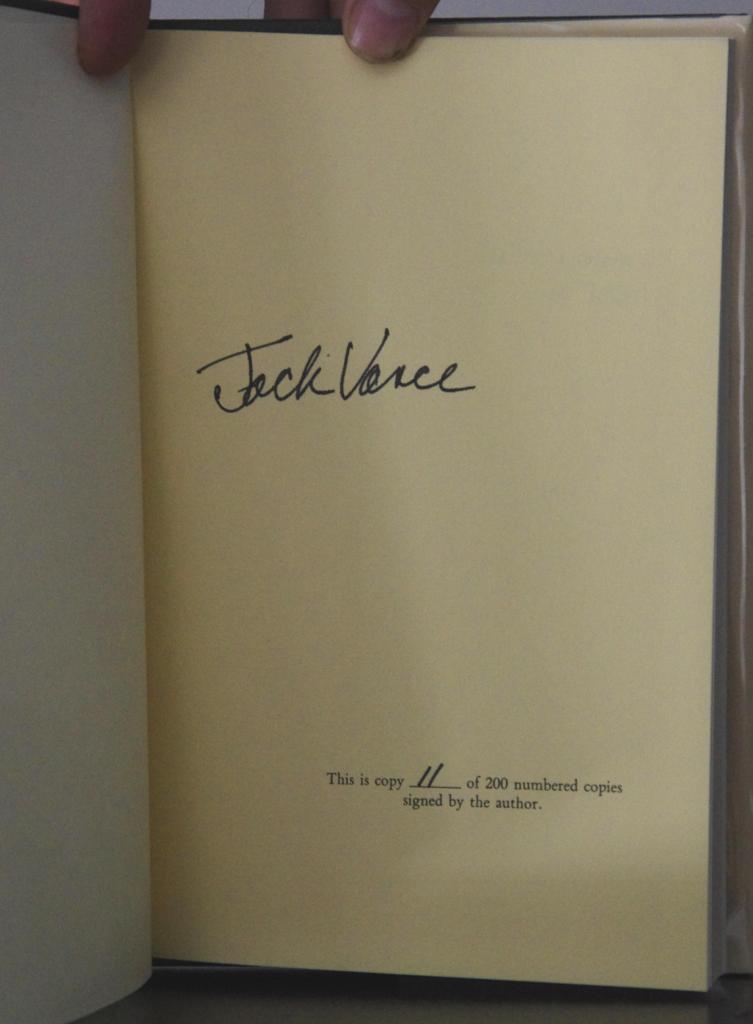 Jack Vance
This is copy 11 of 200 numbered copies
signed by the author.